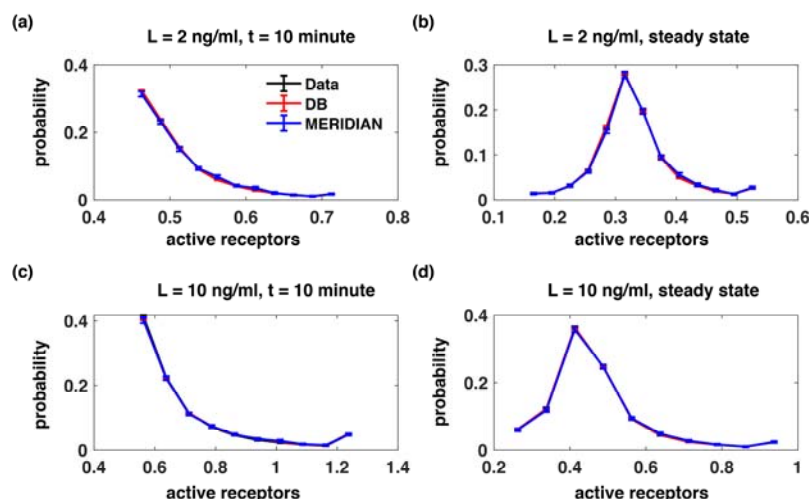 (a)
L = 2 ng/ml, t = 10 minute
0.4
0.2
0
probability
Data
DB
MERIDIAN
0.4 0.5 0.6 0.7 0.8
active receptors
(b)
L = 2 ng/ml, steady state
0.3
0.2
0.1
0
probability
0.1 0.2 0.3 0.4 0.5 0.6
active receptors
(c)
L = 10 ng/ml, t = 10 minute
0.4
0.2
0
probability
0.4 0.6 0.8 1 1.2 1.4
active receptors
(d)
L = 10 ng/ml, steady state
0.4
0.2
0
probability
0.2 0.4 0.6 0.8 1
active receptors